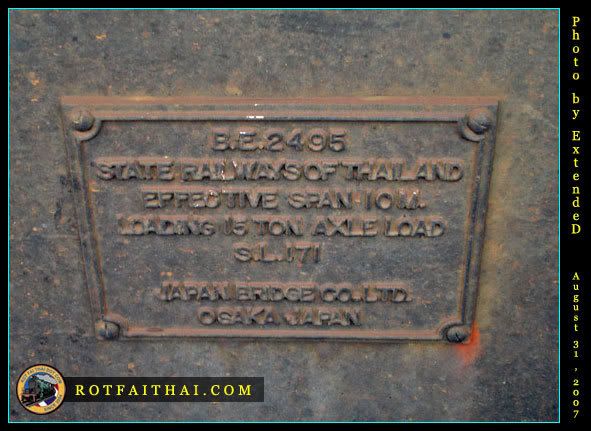 B.E.2495
STATE RAILWAYS OF THAILAND
EFFECTIVE SPAN 10 M.
LOADING 15 TON AXLE LOAD
S.L.171
JAPAN BRIDGE CO.,LTD.
OSAKA JAPAN
ROTFAITHAI.COM
Photo by ExtendeD
August 31, 2007